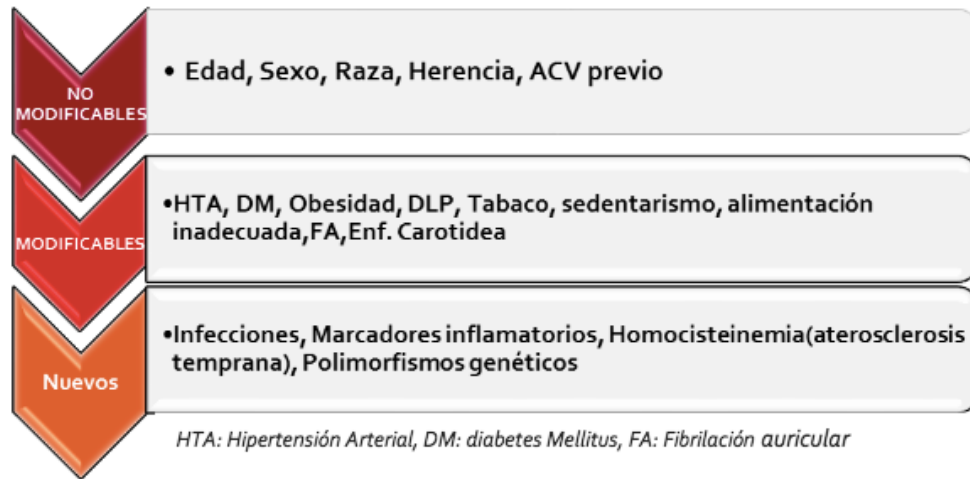 NO
MODIFICABLES
• Edad, Sexo, Raza, Herencia, ACV previo
MODIFICABLES
•HTA, DM, Obesidad, DLP, Tabaco, sedentarismo, alimentación
inadecuada,FA,Enf. Carotidea
Nuevos
•Infecciones, Marcadores inflamatorios, Homocisteinemia(aterosclerosis
temprana), Polimorfismos genéticos
HTA: Hipertensión Arterial, DM: diabetes Mellitus, FA: Fibrilación auricular